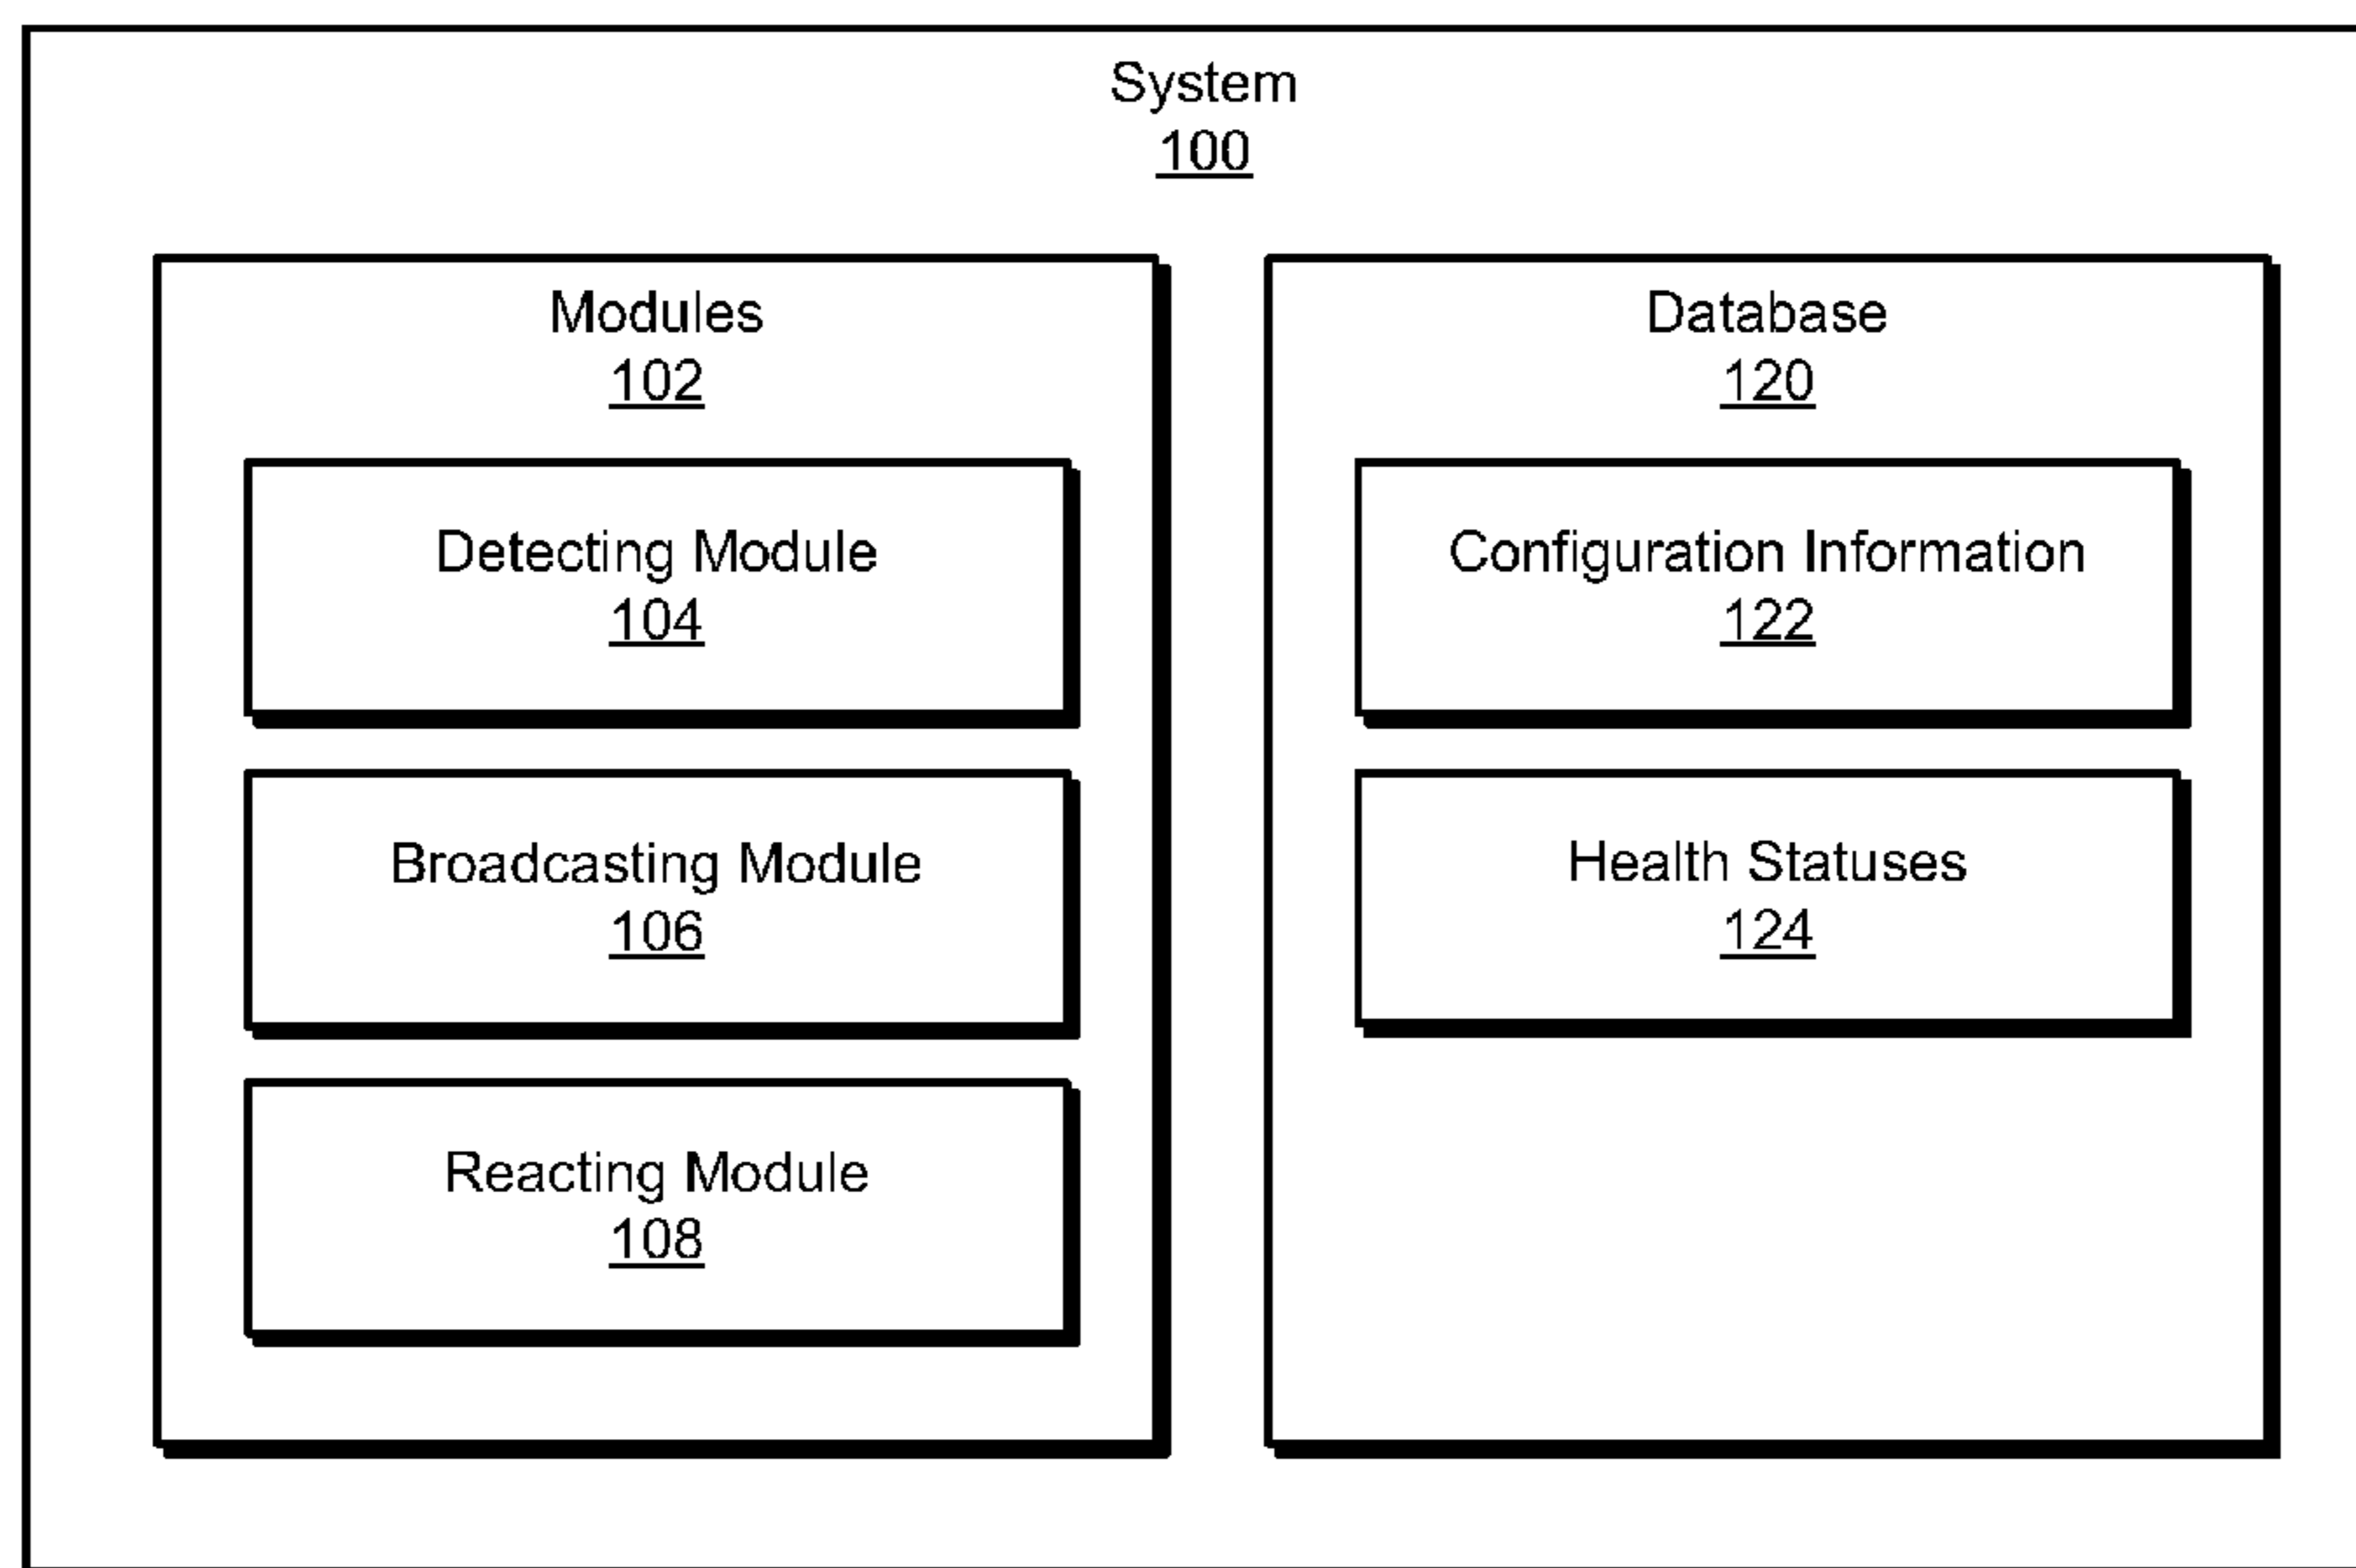 System
100
Modules
102
Detecting Module
104
Broadcasting Module
106
Reacting Module
108
Database
120
Configuration Information
122
Health Statuses
124